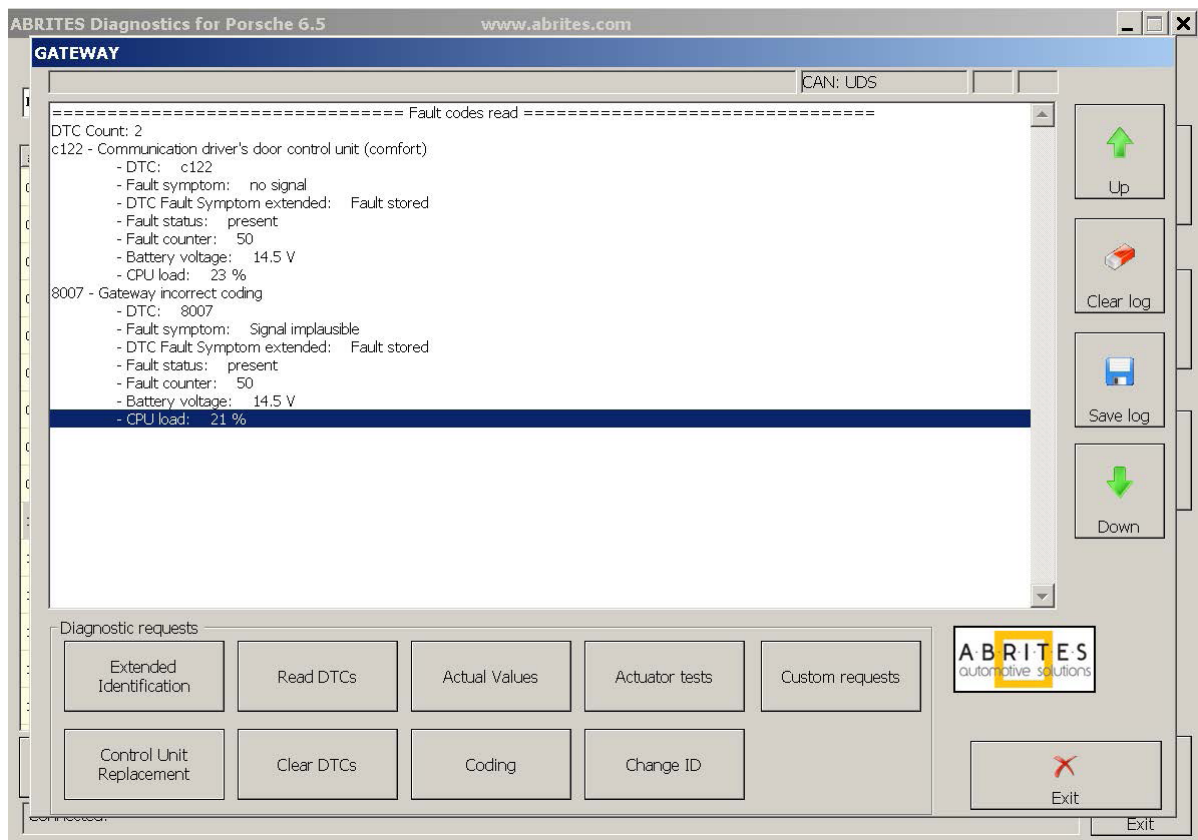 ABRITES Diagnostics for Porsche 6.5 www.abrites.com
GATEWAY
CAN: UDS
================================ Fault codes read ================================
DTC Count: 2
c122 - Communication driver's door control unit (comfort)
- DTC: c122
- Fault symptom: no signal
- DTC Fault Symptom extended: Fault stored
- Fault status: present
- Fault counter: 50
- Battery voltage: 14.5 V
- CPU load: 23 %
8007 - Gateway incorrect coding
- DTC: 8007
- Fault symptom: Signal implausible
- DTC Fault Symptom extended: Fault stored
- Fault status: present
- Fault counter: 50
- Battery voltage: 14.5 V
- CPU load: 21 %
Up
Clear log
Save log
Down
Diagnostic requests
Extended Identification
Read DTCs
Actual Values
Actuator tests
Custom requests
Control Unit Replacement
Clear DTCs
Coding
Change ID
A·B·R·I·T·E·S
automotive solutions
Exit
Exit